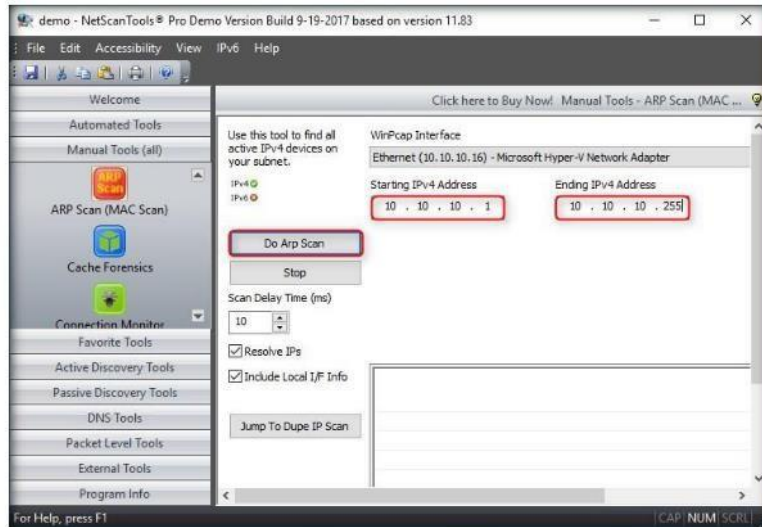 demo - NetScanTools® Pro Demo Version Build 9-19-2017 based on version 11.83
File Edit Accessibility View IPv6 Help
Welcome
Automated Tools
Manual Tools (all)
ARP Scan
ARP Scan (MAC Scan)
Cache Forensics
Connection Monitor
Favorite Tools
Active Discovery Tools
Passive Discovery Tools
DNS Tools
Packet Level Tools
External Tools
Program Info
Click here to Buy Now! Manual Tools - ARP Scan (MAC ...
Use this tool to find all
active IPv4 devices on
your subnet.
IPv4
IPv6
Do Arp Scan
Stop
Scan Delay Time (ms)
10
Resolve IPs
Include Local I/F Info
Jump To Dupe IP Scan
WinPcap Interface
Ethernet (10.10.10.16) - Microsoft Hyper-V Network Adapter
Starting IPv4 Address
10 . 10 . 10 . 1
Ending IPv4 Address
10 . 10 . 10 . 255
For Help, press F1
CAP NUM SCRL